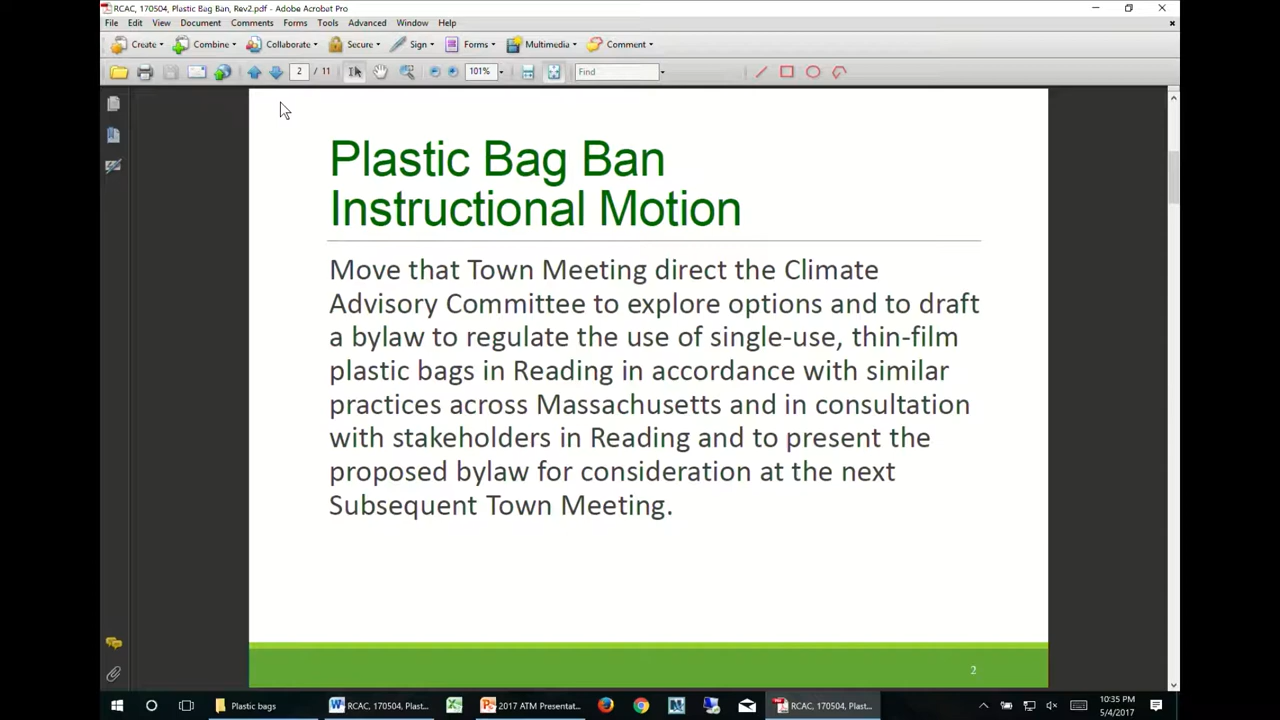 RCAC, 170504, Plastic Bag Ban, Rev2.pdf - Adobe Acrobat Pro
File Edit View Document Comments Forms Tools Advanced Window Help
Create Combine Collaborate Secure Sign Forms Multimedia Comment
2 / 11 101% Find
Plastic Bag Ban
Instructional Motion
Move that Town Meeting direct the Climate
Advisory Committee to explore options and to draft
a bylaw to regulate the use of single-use, thin-film
plastic bags in Reading in accordance with similar
practices across Massachusetts and in consultation
with stakeholders in Reading and to present the
proposed bylaw for consideration at the next
Subsequent Town Meeting.
2
Plastic bags RCAC, 170504, Plast... 2017 ATM Presentat... RCAC, 170504, Plast...
10:35 PM
5/4/2017